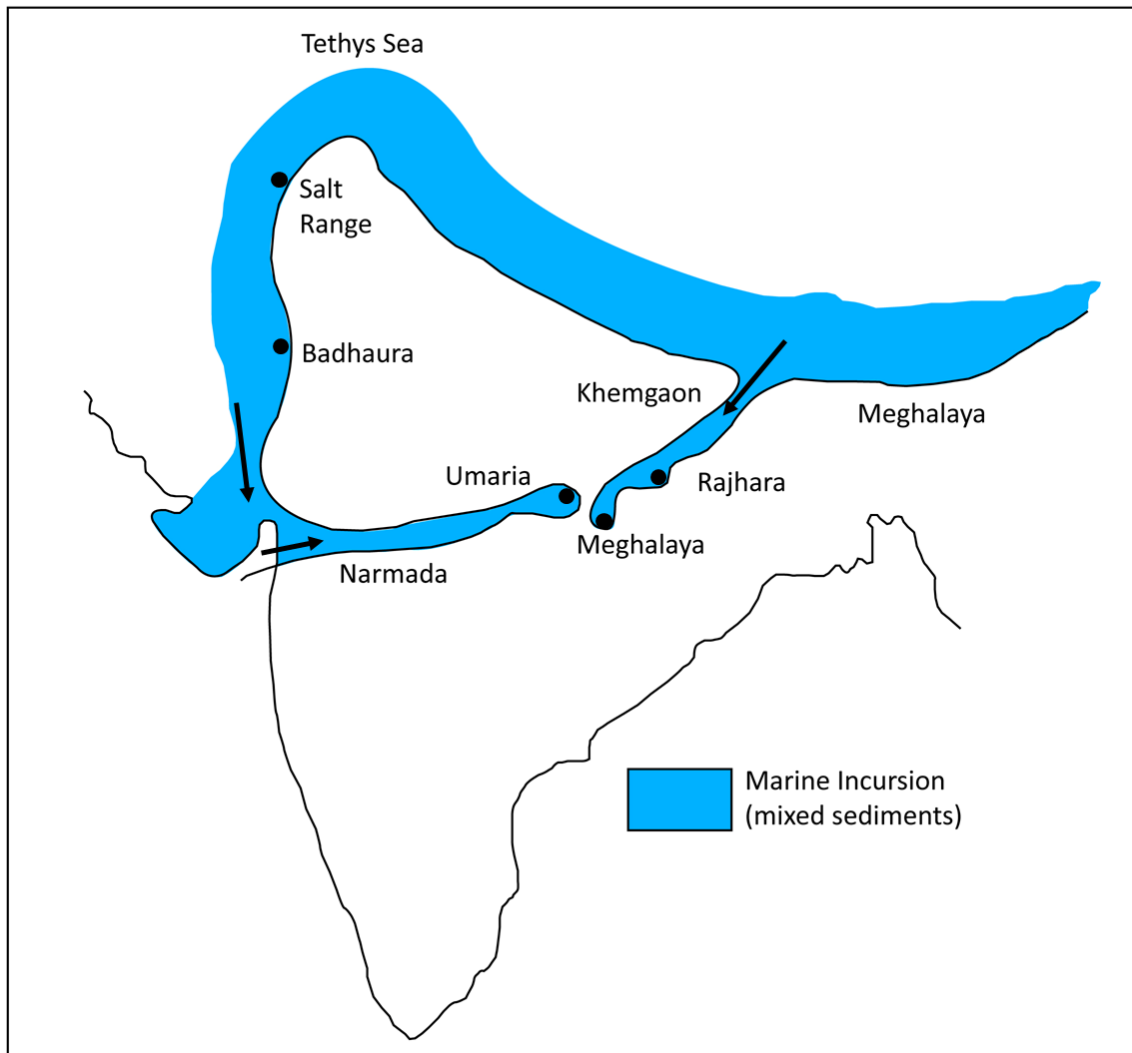 Tethys Sea
Salt
Range
Badhaura
Khemgaon
Meghalaya
Umaria
Rajhara
Meghalaya
Narmada
Marine Incursion
(mixed sediments)